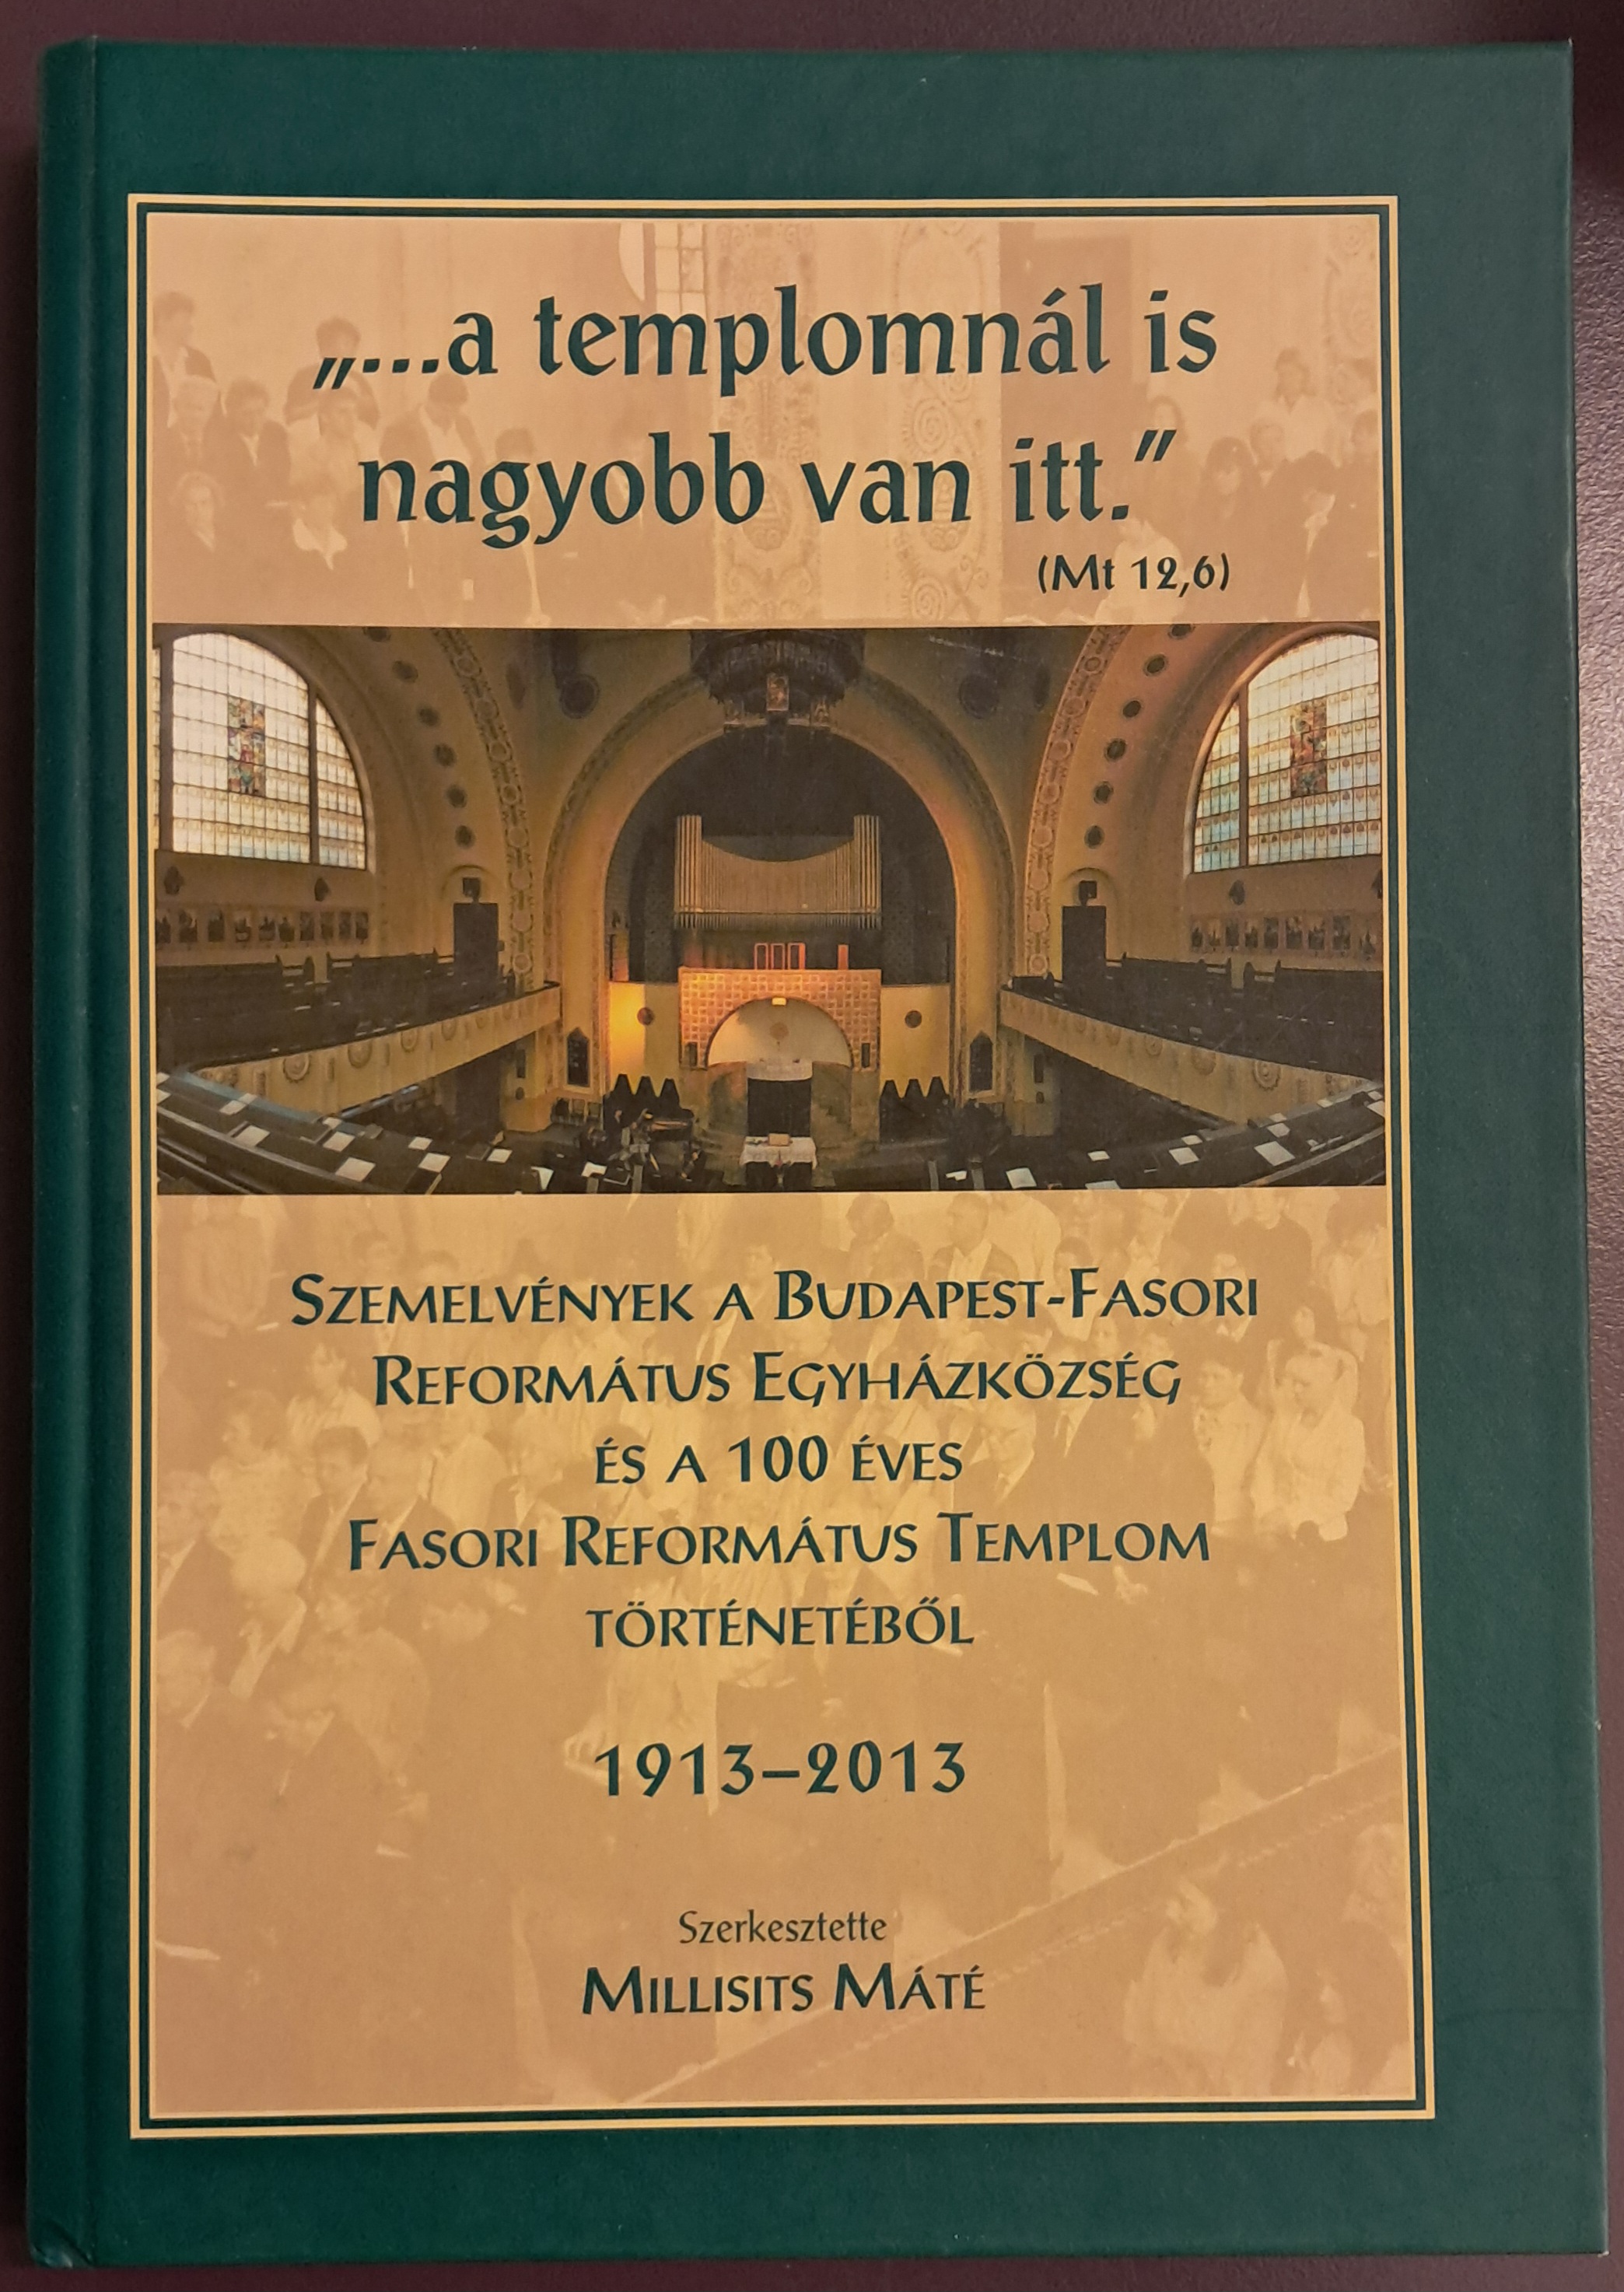 „...a templomnál is
nagyobb van itt.”
(Mt 12,6)
Szemelvények a Budapest-Fasori
Református Egyházközség
és a 100 éves
Fasori Református Templom
történetéből
1913–2013
Szerkesztette
Millisits Máté